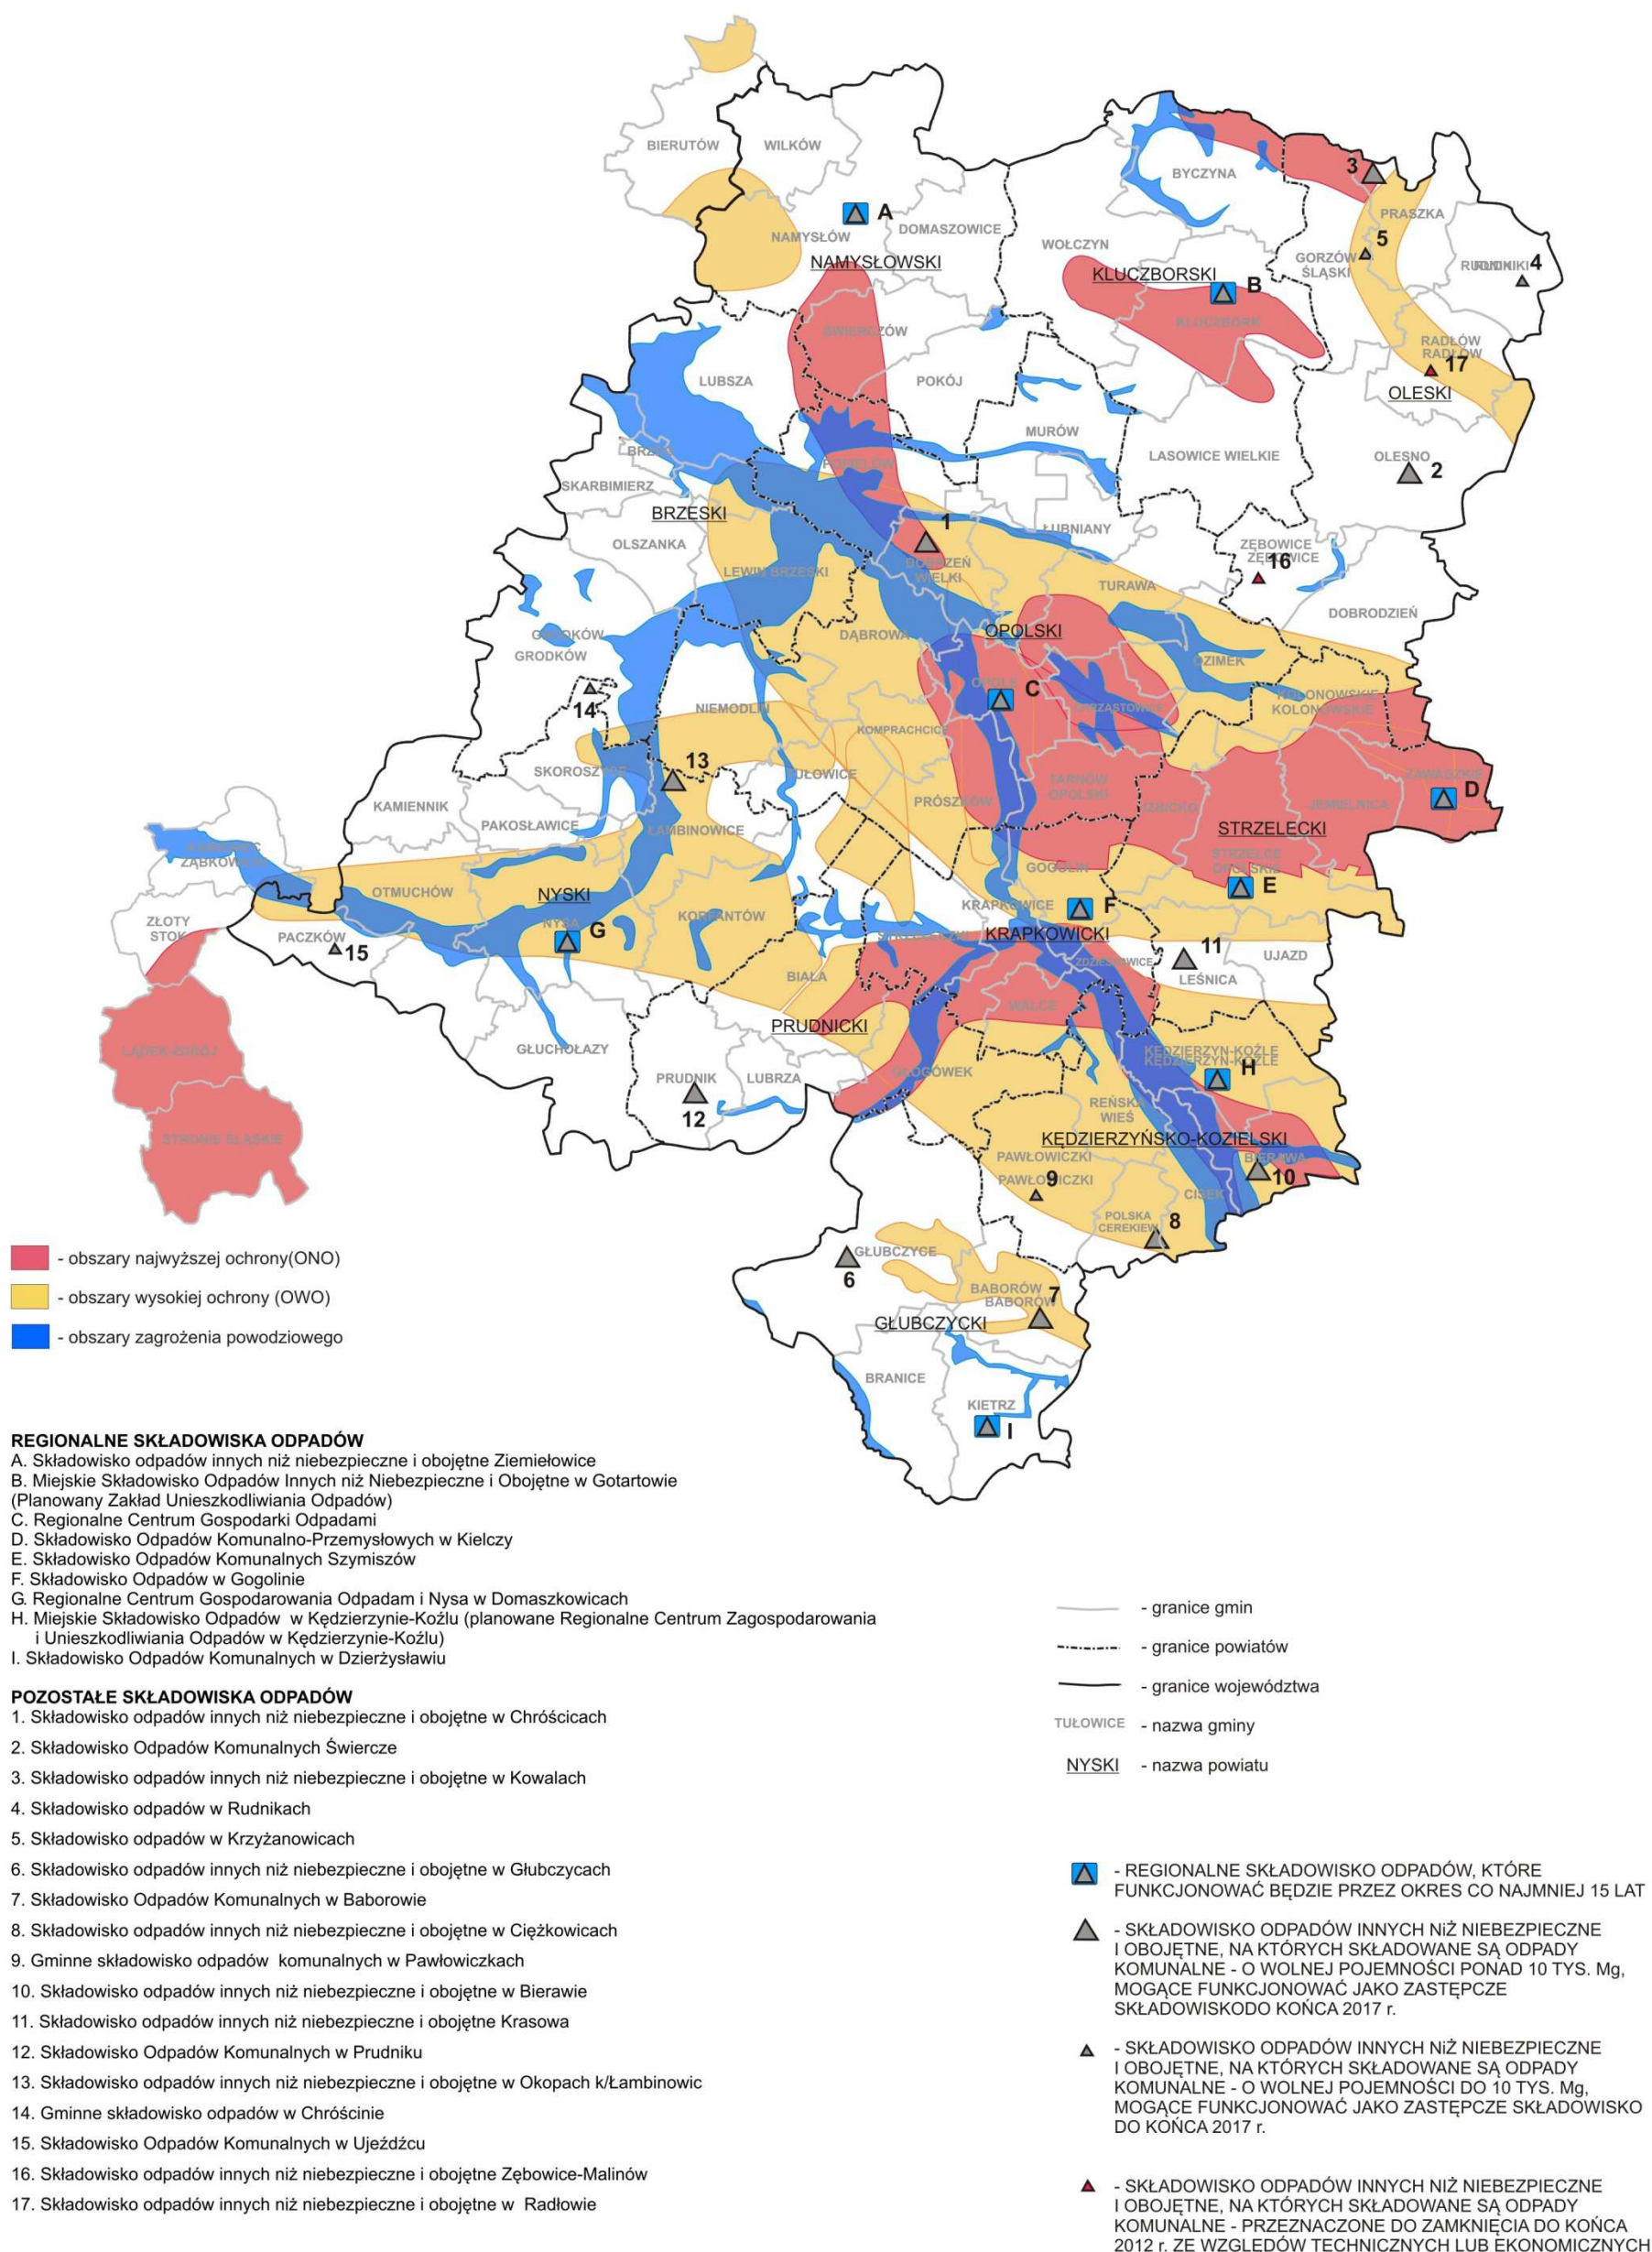 BIERUTÓW
WILKÓW
BYCZYNA
3
PRASZKA
A
NAMYSŁÓW
DOMASZOWICE
WOŁCZYN
5
GORZÓW
ŚLĄSKI
RUDNIKI
4
NAMYSŁOWSKI
KLUCZBORSKI
B
KLUCZBORK
ŚWIERCZÓW
RADŁÓW
RADŁÓW
17
LUBSZA
POKÓJ
OLESKI
MURÓW
BRZEG
POPIELÓW
LASOWICE WIELKIE
OLESNO
2
SKARBIMIERZ
BRZESKI
1
ŁUBNIANY
OLSZANKA
ZĘBOWICE
ZĘBOWICE
16
LEWIN BRZESKI
DOBRZEŃ
WIELKI
TURAWA
DOBRODZIEŃ
GRODKÓW
GRODKÓW
DĄBROWA
OPOLSKI
OZIMEK
14
OPOLE
C
CHRZĄSTOWICE
KOLONOWSKIE
KOLONOWSKIE
NIEMODLIN
KOMPRACHCICE
SKOROSZYCE
13
TUŁOWICE
TARNÓW
OPOLSKI
ZAWADZKIE
D
KAMIENNIK
PAKOSŁAWICE
PRÓSZKÓW
IZBICKO
JEMIELNICA
ŁAMBINOWICE
STRZELECKI
ZĄBKOWICKI
STRZELCE
OPOLSKIE
E
GOGOLIN
OTMUCHÓW
NYSKI
KRAPKOWICE
F
ZŁOTY
STOK
NYSA
G
KORFANTÓW
STRZELECZKI
KRAPKOWICKI
PACZKÓW
15
ZDZIESZOWICE
11
UJAZD
BIAŁA
LEŚNICA
WALCE
PRUDNICKI
LĄDEK-ZDRÓJ
GŁUCHOŁAZY
KĘDZIERZYN-KOŹLE
KĘDZIERZYN-KOŹLE
H
PRUDNIK
LUBRZA
GŁOGÓWEK
12
REŃSKA
WIEŚ
STRONIE ŚLĄSKIE
KĘDZIERZYŃSKO-KOZIELSKI
PAWŁOWICZKI
BIERAWA
PAWŁOWICZKI
9
10
CISEK
POLSKA
CEREKIEW
8
GŁUBCZYCE
6
BABORÓW
BABORÓW
7
GŁUBCZYCKI
BRANICE
KIETRZ
I
- obszary najwyższej ochrony(ONO)
- obszary wysokiej ochrony (OWO)
- obszary zagrożenia powodziowego
REGIONALNE SKŁADOWISKA ODPADÓW
A. Składowisko odpadów innych niż niebezpieczne i obojętne Ziemiełowice
B. Miejskie Składowisko Odpadów Innych niż Niebezpieczne i Obojętne w Gotartowie
(Planowany Zakład Unieszkodliwiania Odpadów)
C. Regionalne Centrum Gospodarki Odpadami
D. Składowisko Odpadów Komunalno-Przemysłowych w Kielczy
E. Składowisko Odpadów Komunalnych Szymiszów
F. Składowisko Odpadów w Gogolinie
G. Regionalne Centrum Gospodarowania Odpadam i Nysa w Domaszkowicach
H. Miejskie Składowisko Odpadów w Kędzierzynie-Koźlu (planowane Regionalne Centrum Zagospodarowania
i Unieszkodliwiania Odpadów w Kędzierzynie-Koźlu)
I. Składowisko Odpadów Komunalnych w Dzierżysławiu
POZOSTAŁE SKŁADOWISKA ODPADÓW
1. Składowisko odpadów innych niż niebezpieczne i obojętne w Chróścicach
2. Składowisko Odpadów Komunalnych Świercze
3. Składowisko odpadów innych niż niebezpieczne i obojętne w Kowalach
4. Składowisko odpadów w Rudnikach
5. Składowisko odpadów w Krzyżanowicach
6. Składowisko odpadów innych niż niebezpieczne i obojętne w Głubczycach
7. Składowisko Odpadów Komunalnych w Baborowie
8. Składowisko odpadów innych niż niebezpieczne i obojętne w Ciężkowicach
9. Gminne składowisko odpadów komunalnych w Pawłowiczkach
10. Składowisko odpadów innych niż niebezpieczne i obojętne w Bierawie
11. Składowisko odpadów innych niż niebezpieczne i obojętne Krasowa
12. Składowisko Odpadów Komunalnych w Prudniku
13. Składowisko odpadów innych niż niebezpieczne i obojętne w Okopach k/Łambinowic
14. Gminne składowisko odpadów w Chróścinie
15. Składowisko Odpadów Komunalnych w Ujeźdźcu
16. Składowisko odpadów innych niż niebezpieczne i obojętne Zębowice-Malinów
17. Składowisko odpadów innych niż niebezpieczne i obojętne w Radłowie
- granice gmin
- granice powiatów
- granice województwa
TUŁOWICE - nazwa gminy
NYSKI - nazwa powiatu
- REGIONALNE SKŁADOWISKO ODPADÓW, KTÓRE
FUNKCJONOWAĆ BĘDZIE PRZEZ OKRES CO NAJMNIEJ 15 LAT
- SKŁADOWISKO ODPADÓW INNYCH NiŻ NIEBEZPIECZNE
I OBOJĘTNE, NA KTÓRYCH SKŁADOWANE SĄ ODPADY
KOMUNALNE - O WOLNEJ POJEMNOŚCI PONAD 10 TYS. Mg,
MOGĄCE FUNKCJONOWAĆ JAKO ZASTĘPCZE
SKŁADOWISKODO KOŃCA 2017 r.
- SKŁADOWISKO ODPADÓW INNYCH NiŻ NIEBEZPIECZNE
I OBOJĘTNE, NA KTÓRYCH SKŁADOWANE SĄ ODPADY
KOMUNALNE - O WOLNEJ POJEMNOŚCI DO 10 TYS. Mg,
MOGĄCE FUNKCJONOWAĆ JAKO ZASTĘPCZE SKŁADOWISKO
DO KOŃCA 2017 r.
- SKŁADOWISKO ODPADÓW INNYCH NIŻ NIEBEZPIECZNE
I OBOJĘTNE, NA KTÓRYCH SKŁADOWANE SĄ ODPADY
KOMUNALNE - PRZEZNACZONE DO ZAMKNIĘCIA DO KOŃCA
2012 r. ZE WZGLĘDÓW TECHNICZNYCH LUB EKONOMICZNYCH